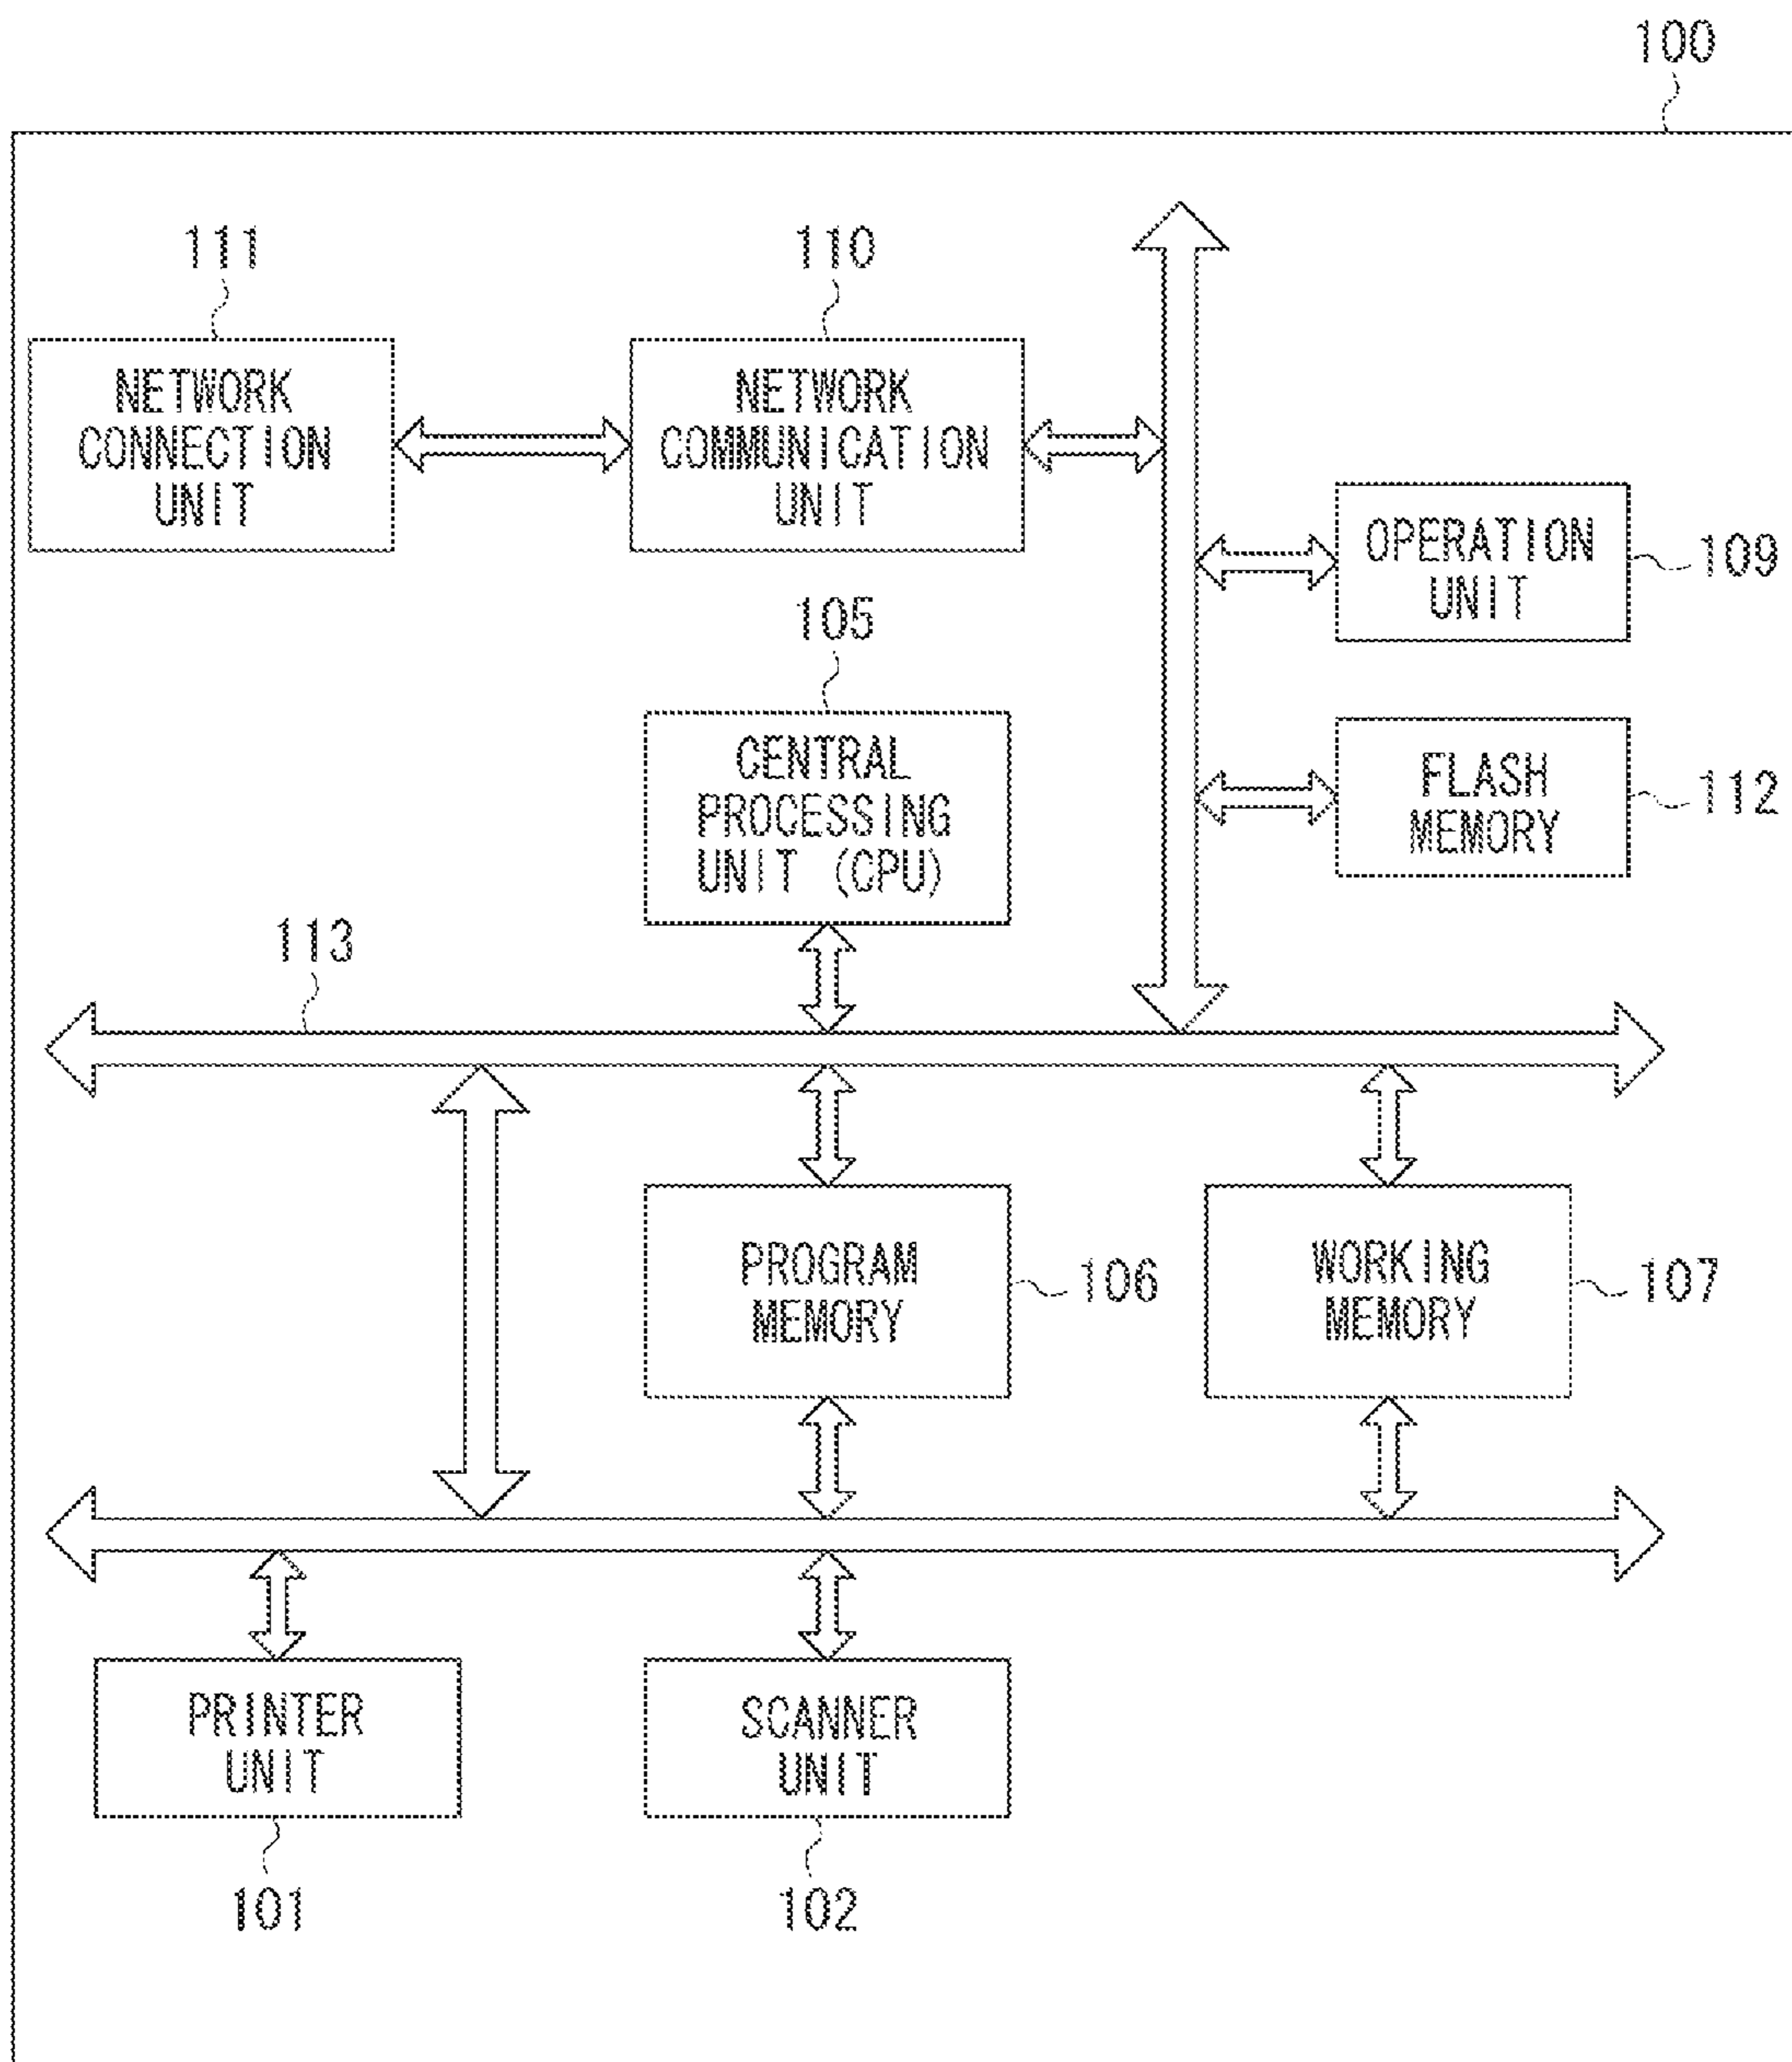 100
111
110
NETWORK
CONNECTION
UNIT
NETWORK
COMMUNICATION
UNIT
OPERATION
UNIT
109
105
CENTRAL
PROCESSING
UNIT (CPU)
FLASH
MEMORY
112
113
PROGRAM
MEMORY
106
WORKING
MEMORY
107
PRINTER
UNIT
SCANNER
UNIT
101
102